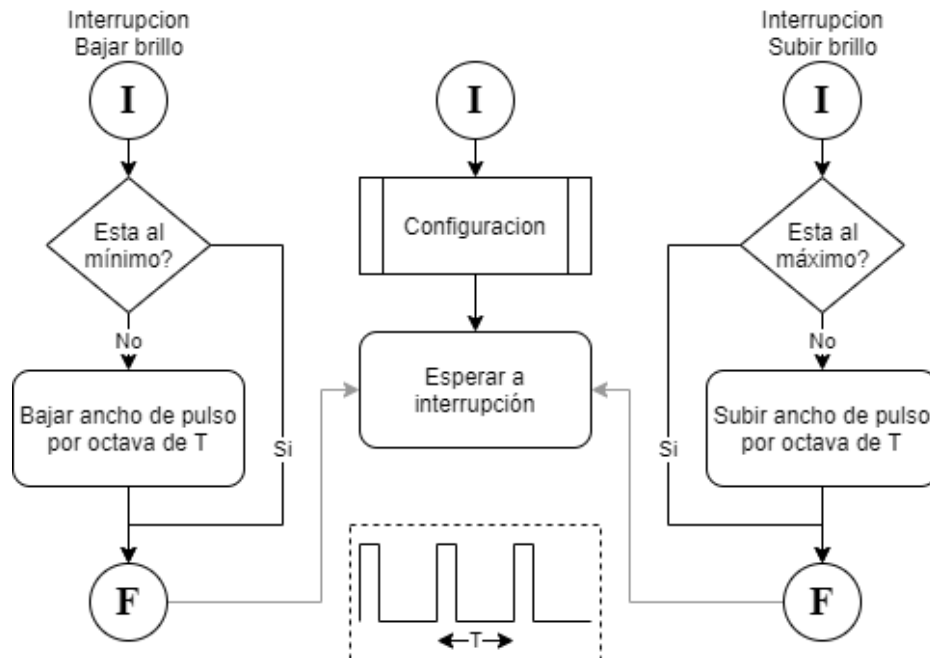 Interrupcion
Bajar brillo
I
Esta al
mínimo?
No
Bajar ancho de pulso
por octava de T
Si
F
I
Configuracion
Esperar a
interrupción
T
Interrupcion
Subir brillo
I
Esta al
máximo?
No
Subir ancho de pulso
por octava de T
Si
F